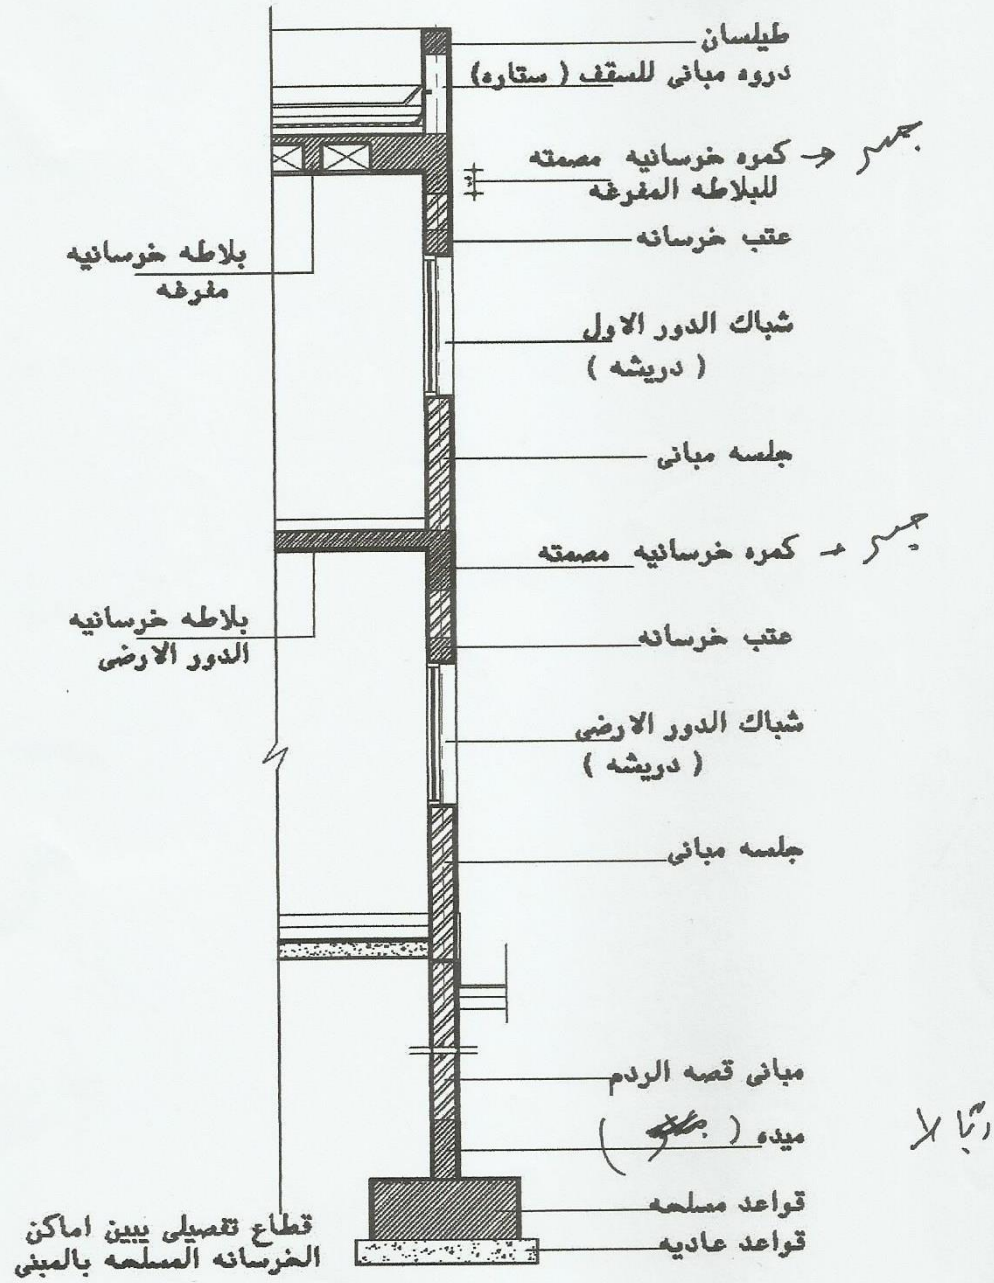 طيلسان
دروه مبانى للسقف ( ستاره)
كمره خرسانيه مصمته → جسر
للبلاطه المفرغه
عتب خرسانه
بلاطه خرسانيه
مفرغه
شباك الدور الاول
( دريشه )
جلسه مبانى
كمره خرسانيه مصمته → جسر
بلاطه خرسانيه
الدور الارضى
عتب خرسانه
شباك الدور الارضى
( دريشه )
جلسه مبانى
مبانى قصه الردم
ميده ( )
قواعد مسلحه
قواعد عاديه
قطاع تفصيلى يبين اماكن
الخرسانه المسلحه بالمبنى